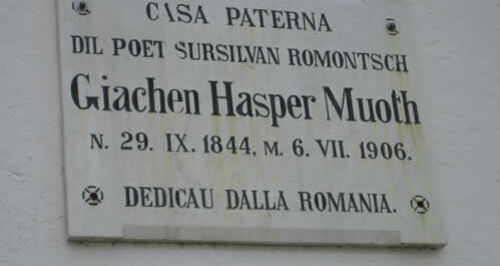 CASA PATERNA
DIL POET SURSILVAN ROMONTSCH
Giachen Hasper Muoth
N. 29. IX. 1844, M. 6. VII. 1906.
DEDICAU DALLA ROMANIA.